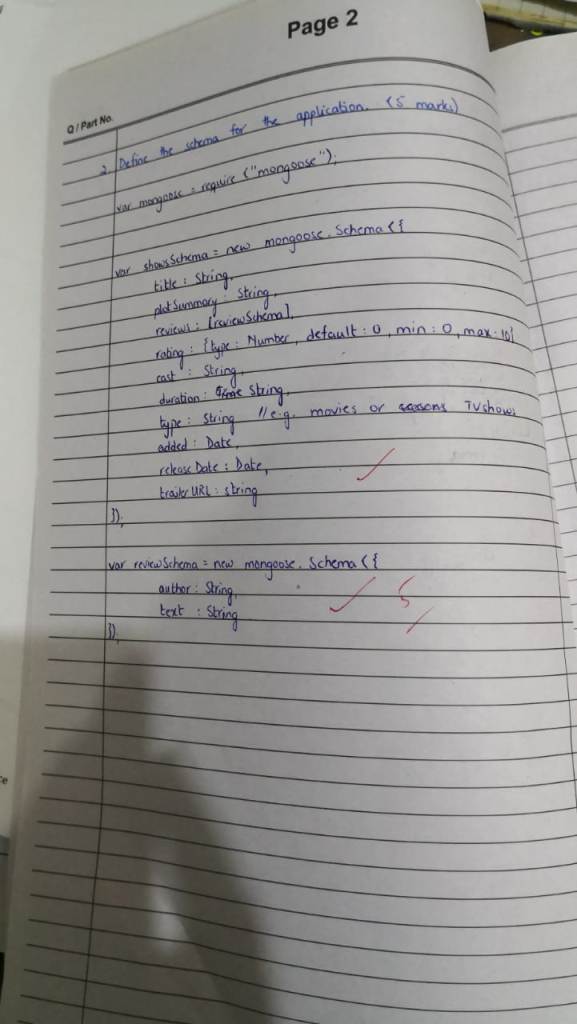 Page 2
Q / Part No.
2. Define the schema for the application. (5 marks)
var mongoose = require ("mongoose");
var showsSchema = new mongoose.Schema({
title : String,
plotSummary : String,
reviews : [reviewSchema],
rating : {type : Number, default : 0, min : 0, max : 10}
cast : String,
duration : String,
type : String // e.g. movies or TV shows
added : Date,
releaseDate : Date,
trailerURL : string
});
var reviewSchema = new mongoose.Schema({
author : String,
text : String
5
});